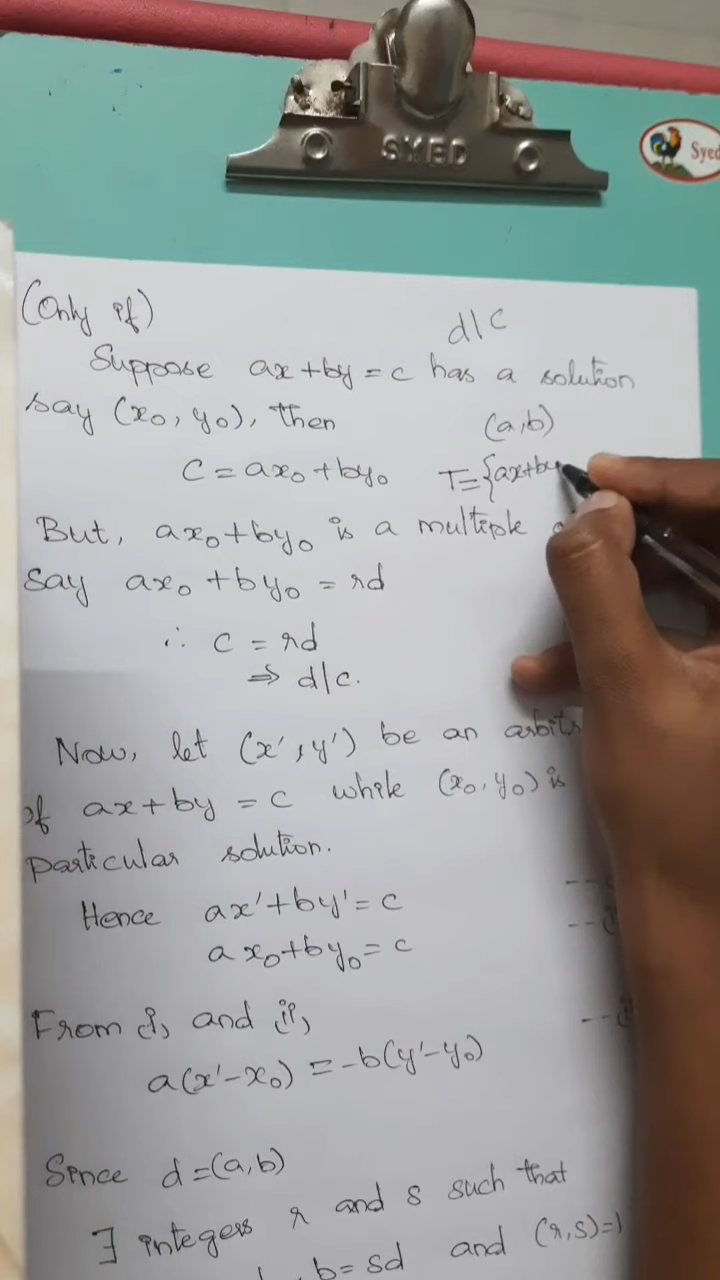 SYED
Syed
(Only if)
d|c
Suppose ax+by=c has a solution
say (x₀, y₀), then
(a,b)
c = ax₀+by₀ T={ax+by
But, ax₀+by₀ is a multiple
say ax₀+by₀ = rd
∴ c = rd
⇒ d|c.
Now, let (x', y') be an
of ax+by = c while (x₀, y₀) is
particular solution.
Hence ax'+by'= c
ax₀+by₀= c
From i, and ii,
a(x'-x₀) = -b(y'-y₀)
Since d=(a,b)
∃ integers r and s such that
b= sd and (r,s)=1